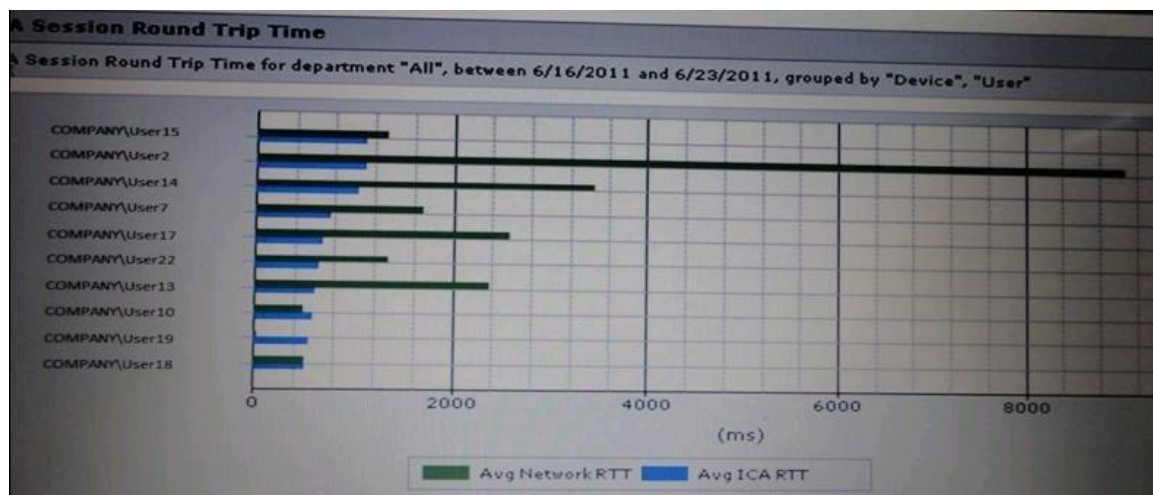 A Session Round Trip Time
A Session Round Trip Time for department "All", between 6/16/2011 and 6/23/2011, grouped by "Device", "User"
COMPANY\User15
COMPANY\User2
COMPANY\User14
COMPANY\User7
COMPANY\User17
COMPANY\User22
COMPANY\User13
COMPANY\User10
COMPANY\User19
COMPANY\User18
0 2000 4000 6000 8000
(ms)
Avg Network RTT Avg ICA RTT